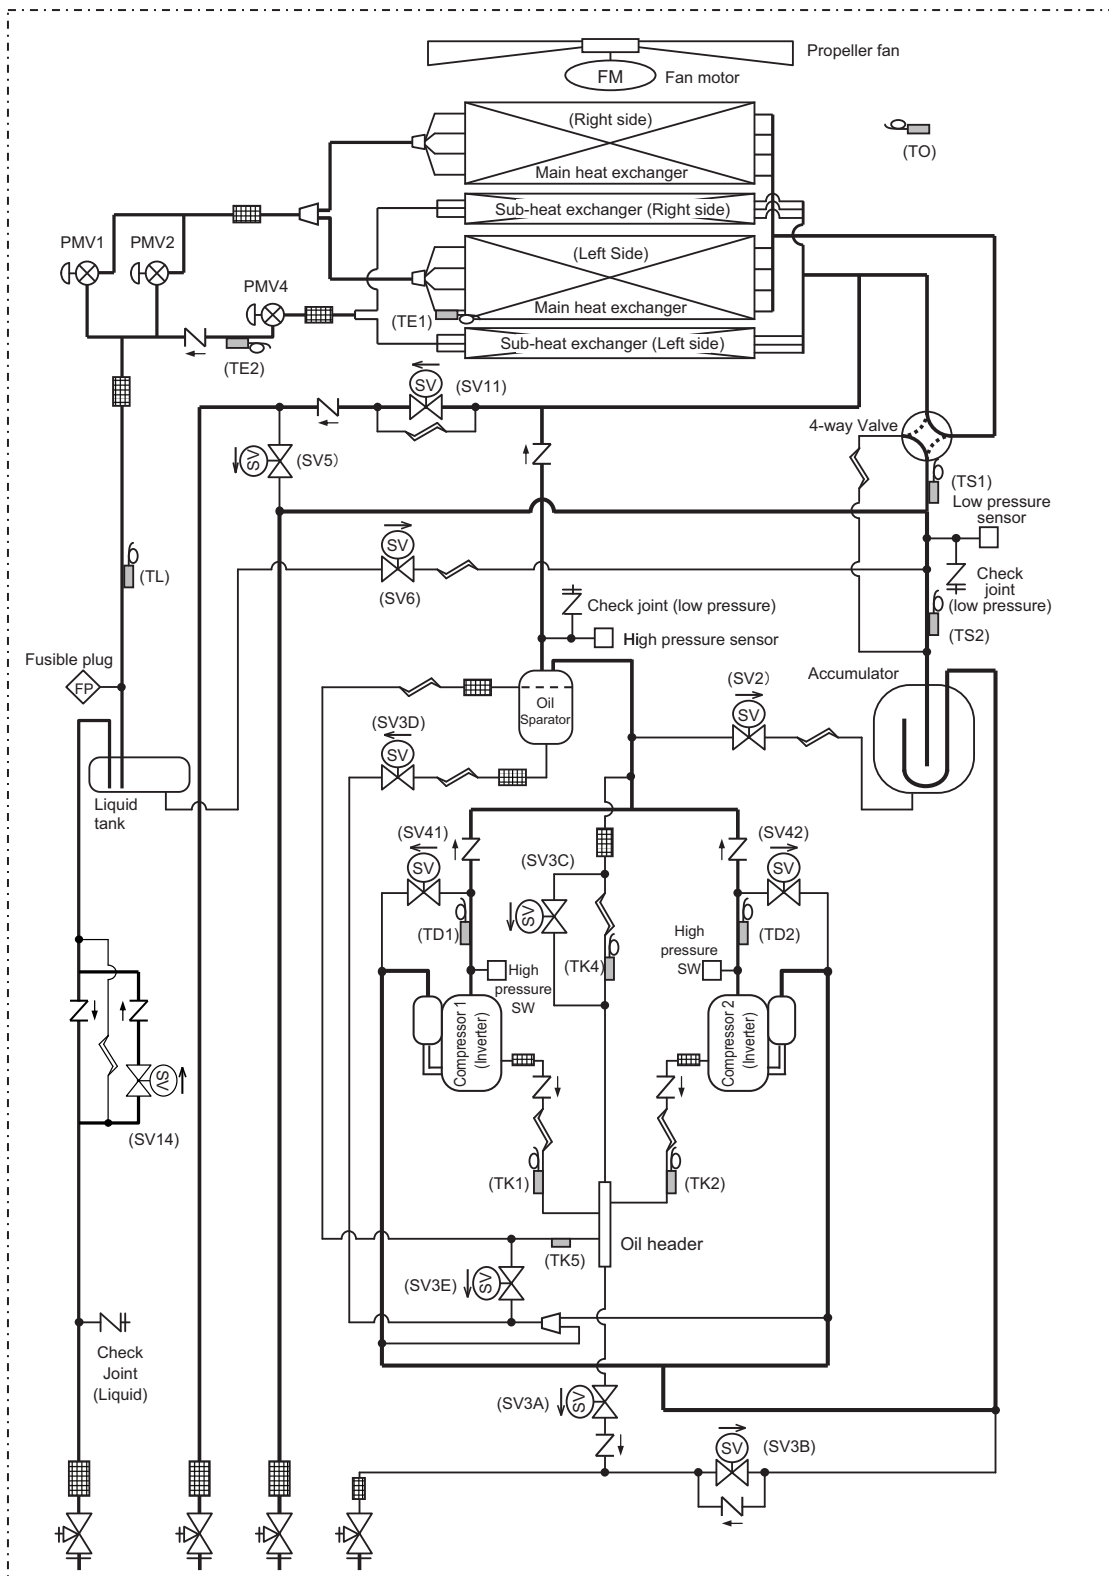 Propeller fan
FM
Fan motor
(Right side)
Main heat exchanger
(TO)
Sub-heat exchanger (Right side)
PMV1
PMV2
(Left Side)
PMV4
Main heat exchanger
(TE1)
Sub-heat exchanger (Left side)
(TE2)
SV
(SV11)
4-way Valve
SV
(SV5)
(TS1)
Low pressure
sensor
SV
(TL)
(SV6)
Check
joint
(low pressure)
Check joint (low pressure)
High pressure sensor
(TS2)
Fusible plug
FP
Accumulator
(SV2)
SV
Oil
Sparator
(SV3D)
SV
Liquid
tank
(SV41)
SV
(SV3C)
SV
(SV42)
SV
(TD1)
High
pressure
SW
(TD2)
(TK4)
High
pressure
SW
Compressor 1
(Inverter)
Compressor 2
(Inverter)
SV
(SV14)
(TK1)
(TK2)
Oil header
(TK5)
(SV3E)
SV
Check
Joint
(Liquid)
(SV3A)
SV
SV
(SV3B)